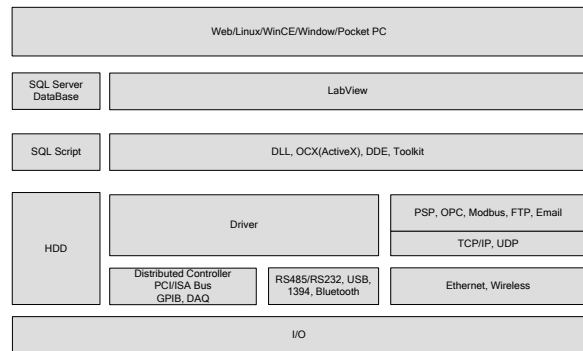 Web/Linux/WinCE/Window/Pocket PC
SQL Server
DataBase
LabView
SQL Script
DLL, OCX(ActiveX), DDE, Toolkit
HDD
Driver
PSP, OPC, Modbus, FTP, Email
TCP/IP, UDP
Distributed Controller
PCI/ISA Bus
GPIB, DAQ
RS485/RS232, USB,
1394, Bluetooth
Ethernet, Wireless
I/O